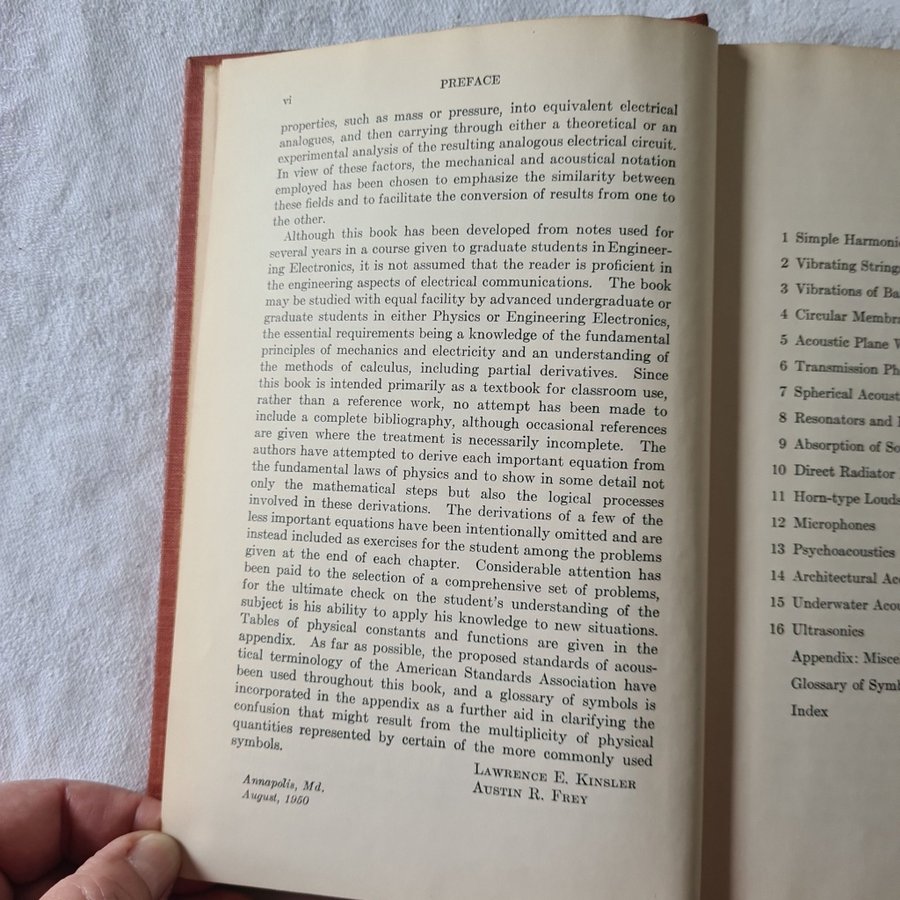 PREFACE
vi
properties, such as mass or pressure, into equivalent electrical
analogues, and then carrying through either a theoretical or an
experimental analysis of the resulting analogous electrical circuit.
In view of these factors, the mechanical and acoustical notation
employed has been chosen to emphasize the similarity between
these fields and to facilitate the conversion of results from one to
the other.
Although this book has been developed from notes used for
several years in a course given to graduate students in Engineer-
ing Electronics, it is not assumed that the reader is proficient in
the engineering aspects of electrical communications. The book
may be studied with equal facility by advanced undergraduate or
graduate students in either Physics or Engineering Electronics,
the essential requirements being a knowledge of the fundamental
principles of mechanics and electricity and an understanding of
the methods of calculus, including partial derivatives. Since
this book is intended primarily as a textbook for classroom use,
rather than a reference work, no attempt has been made to
include a complete bibliography, although occasional references
are given where the treatment is necessarily incomplete. The
authors have attempted to derive each important equation from
the fundamental laws of physics and to show in some detail not
only the mathematical steps but also the logical processes
involved in these derivations. The derivations of a few of the
less important equations have been intentionally omitted and are
instead included as exercises for the student among the problems
given at the end of each chapter. Considerable attention has
been paid to the selection of a comprehensive set of problems,
for the ultimate check on the student's understanding of the
subject is his ability to apply his knowledge to new situations.
Tables of physical constants and functions are given in the
appendix. As far as possible, the proposed standards of acous-
tical terminology of the American Standards Association have
been used throughout this book, and a glossary of symbols is
incorporated in the appendix as a further aid in clarifying the
confusion that might result from the multiplicity of physical
quantities represented by certain of the more commonly used
symbols.
LAWRENCE E. KINSLER
AUSTIN R. FREY
Annapolis, Md.
August, 1950
1 Simple Harmoni
2 Vibrating String
3 Vibrations of Ba
4 Circular Membr
5 Acoustic Plane
6 Transmission Ph
7 Spherical Acoust
8 Resonators and
9 Absorption of So
10 Direct Radiator
11 Horn-type Louds
12 Microphones
13 Psychoacoustics
14 Architectural Aco
15 Underwater Acou
16 Ultrasonics
Appendix: Misce
Glossary of Symb
Index